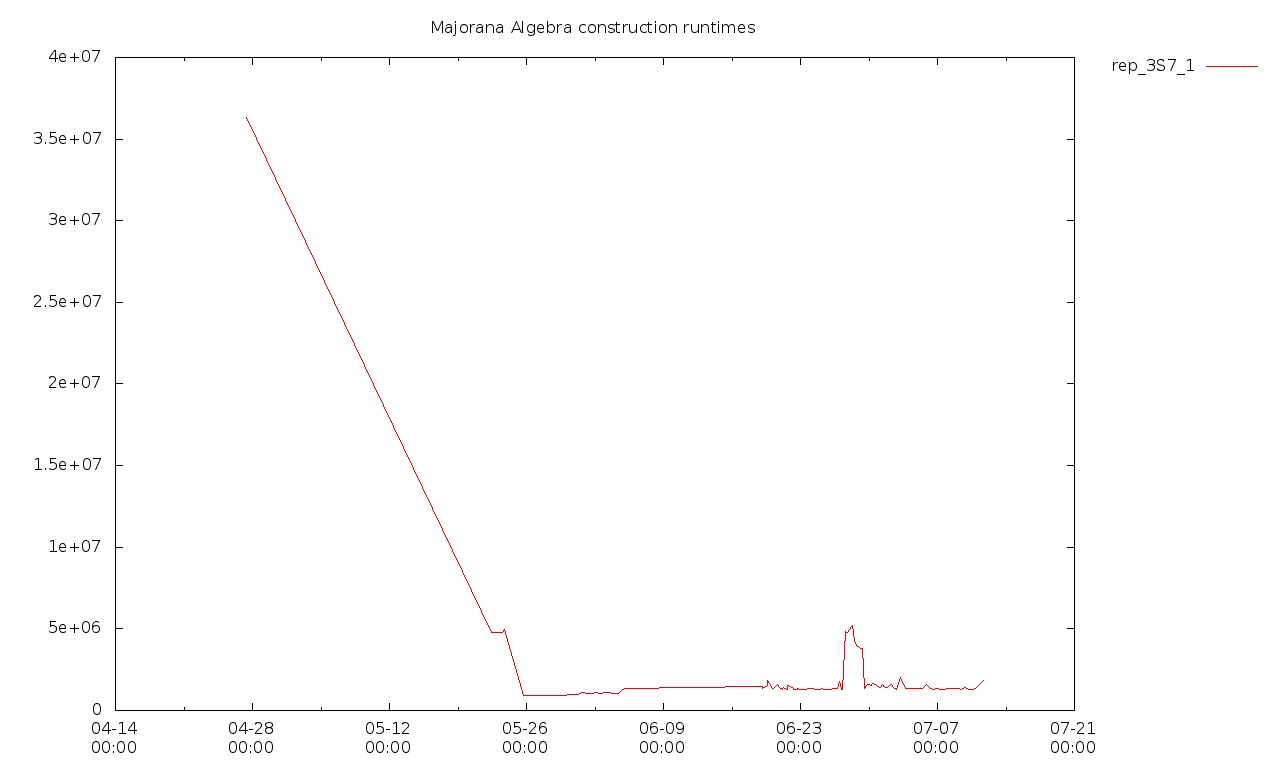 Majorana Algebra construction runtimes
rep_3S7_1
4e+07
3.5e+07
3e+07
2.5e+07
2e+07
1.5e+07
1e+07
5e+06
0
04-14 04-28 05-12 05-26 06-09 06-23 07-07 07-21
00:00 00:00 00:00 00:00 00:00 00:00 00:00 00:00